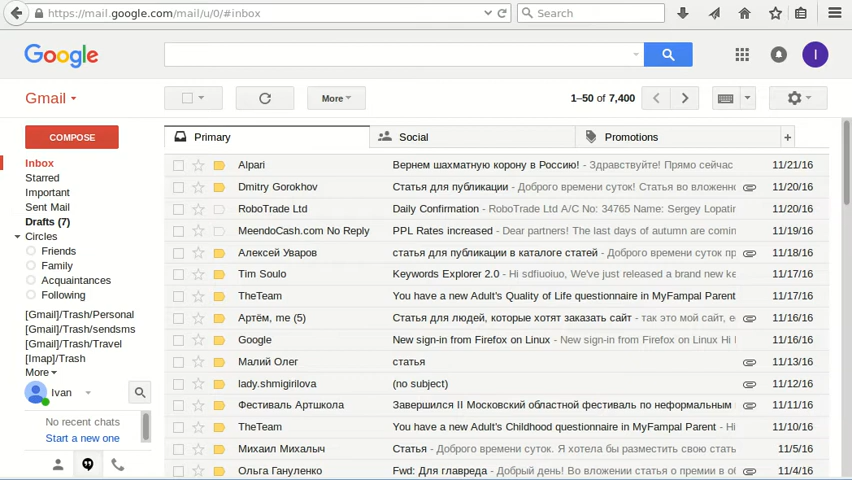 https://mail.google.com/mail/u/0/#inbox
Search
Google
I
Gmail
More
1–50 of 7,400
COMPOSE
Inbox
Starred
Important
Sent Mail
Drafts (7)
Circles
Friends
Family
Acquaintances
Following
[Gmail]/Trash/Personal
[Gmail]/Trash/sendsms
[Gmail]/Trash/Travel
[Imap]/Trash
More
Ivan
No recent chats
Start a new one
Primary
Social
Promotions
+
Alpari Вернем шахматную корону в Россию! - Здравствуйте! Прямо сейчас 11/21/16
Dmitry Gorokhov Статья для публикации - Доброго времени суток! Статья во вложенно 11/20/16
RoboTrade Ltd Daily Confirmation - RoboTrade Ltd A/C No: 34765 Name: Sergey Lopatin 11/20/16
MeendoCash.com No Reply PPL Rates increased - Dear partners! The last days of autumn are comin 11/19/16
Алексей Уваров статья для публикации в каталоге статей - Доброго времени суток пр 11/18/16
Tim Soulo Keywords Explorer 2.0 - Hi sdfiuoiuo, We've just released a brand new ke 11/17/16
TheTeam You have a new Adult's Quality of Life questionnaire in MyFampal Parent 11/17/16
Артём, me (5) Статья для людей, которые хотят заказать сайт - так это мой сайт, е 11/16/16
Google New sign-in from Firefox on Linux - New sign-in from Firefox on Linux Hi 11/16/16
Малий Олег статья 11/13/16
lady.shmigirilova (no subject) 11/12/16
Фестиваль Артшкола Завершился II Московский областной фестиваль по неформальным 11/11/16
TheTeam You have a new Adult's Childhood questionnaire in MyFampal Parent - Hi 11/10/16
Михаил Михалыч Статья - Доброго времени суток. Я хотела бы разместить свою стать 11/5/16
Ольга Гануленко Fwd: Для главреда - Добрый день! Во вложении статья о премии в об 11/4/16